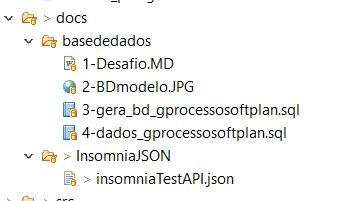 > docs
basededados
1-Desafio.MD
2-BDmodelo.JPG
3-gera_bd_gprocessosoftplan.sql
4-dados_gprocessosoftplan.sql
> InsomniaJSON
> insomniaTestAPI.json